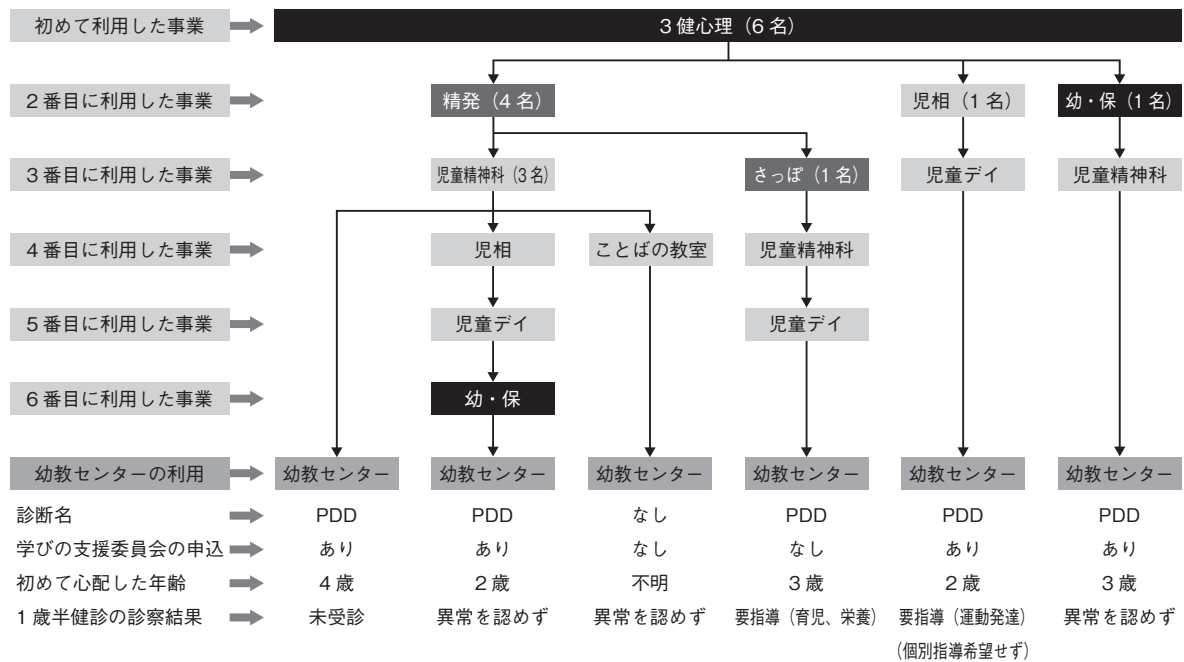 初めて利用した事業 3健心理（6名）
2番目に利用した事業 精発（4名） 児相（1名） 幼・保（1名）
3番目に利用した事業 児童精神科（3名） さっぽ（1名） 児童デイ 児童精神科
4番目に利用した事業 児相 ことばの教室 児童精神科
5番目に利用した事業 児童デイ 児童デイ
6番目に利用した事業 幼・保
幼教センターの利用 幼教センター 幼教センター 幼教センター 幼教センター 幼教センター 幼教センター
診断名 PDD PDD なし PDD PDD PDD
学びの支援委員会の申込 あり あり なし なし あり あり
初めて心配した年齢 4歳 2歳 不明 3歳 2歳 3歳
1歳半健診の診察結果 未受診 異常を認めず 異常を認めず 要指導（育児、栄養） 要指導（運動発達） 異常を認めず
（個別指導希望せず）